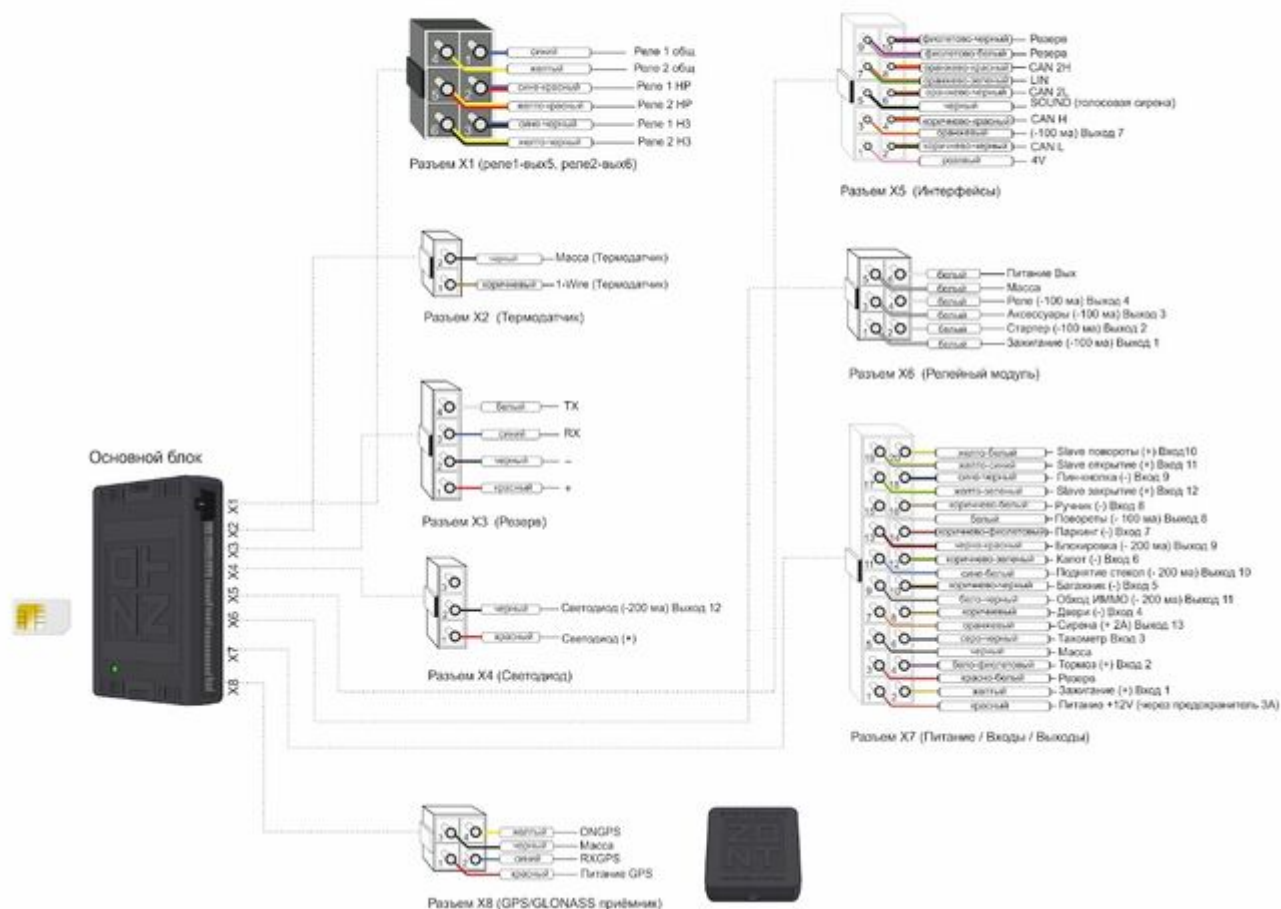 синий Реле 1 общ
желтый Реле 2 общ
сине-красный Реле 1 НР
желто-красный Реле 2 НР
сине-черный Реле 1 НЗ
желто-черный Реле 2 НЗ
Разъем X1 (реле1-вых5, реле2-вых6)
черный Масса (Термодатчик)
коричневый 1-Wire (Термодатчик)
Разъем X2 (Термодатчик)
белый TX
синий RX
черный –
красный +
Разъем X3 (Резерв)
черный Светодиод (-200 ма) Выход 12
красный Светодиод (+)
Разъем X4 (Светодиод)
Основной блок
X1
X2
X3
X4
X5
X6
X7
X8
фиолетово-черный Резерв
фиолетово-белый Резерв
оранжево-красный CAN 2H
оранжево-зеленый LIN
оранжево-черный CAN 2L
черный SOUND (голосовая сирена)
коричнево-красный CAN H
оранжевый (-100 ма) Выход 7
коричнево-черный CAN L
розовый 4V
Разъем X5 (Интерфейсы)
белый Питание Вых
Масса
белый Реле (-100 ма) Выход 4
белый Аксессуары (-100 ма) Выход 3
белый Стартер (-100 ма) Выход 2
белый Зажигание (-100 ма) Выход 1
Разъем X6 (Релейный модуль)
желто-белый Slave повороты (+) Вход10
желто-синий Slave открытие (+) Вход 11
сине-черный Пин-кнопка (-) Вход 9
желто-зеленый Slave закрытие (+) Вход 12
коричнево-белый Ручник (-) Вход 8
белый Повороты (- 100 ма) Выход 8
коричнево-фиолетовый Паркинг (-) Вход 7
черно-красный Блокировка (- 200 ма) Выход 9
коричнево-зеленый Капот (-) Вход 6
сине-белый Поднятие стекол (- 200 ма) Выход 10
коричнево-черный Багажник (-) Вход 5
бело-черный Обход ИММО (- 200 ма) Выход 11
коричневый Двери (-) Вход 4
оранжевый Сирена (+ 2А) Выход 13
серо-черный Тахометр Вход 3
черный Масса
бело-фиолетовый Тормоз (+) Вход 2
красно-белый Резерв
желтый Зажигание (+) Вход 1
красный Питание +12V (через предохранитель 3А)
Разъем X7 (Питание / Входы / Выходы)
желтый ONGPS
черный Масса
синий RXGPS
красный Питание GPS
Разъем X8 (GPS/GLONASS приёмник)
ZO
NT